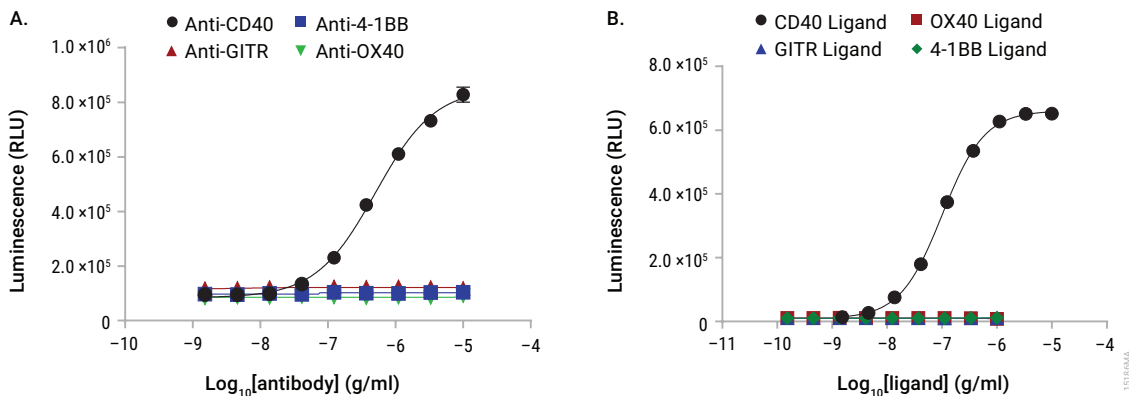 A.
Anti-CD40 Anti-4-1BB
Anti-GITR Anti-OX40
1.0 ×10⁶
8.0 ×10⁵
6.0 ×10⁵
4.0 ×10⁵
2.0 ×10⁵
0
Luminescence (RLU)
−10 −9 −8 −7 −6 −5 −4
Log₁₀[antibody] (g/ml)
B.
CD40 Ligand OX40 Ligand
GITR Ligand 4-1BB Ligand
8.0 ×10⁵
6.0 ×10⁵
4.0 ×10⁵
2.0 ×10⁵
0
Luminescence (RLU)
−11 −10 −9 −8 −7 −6 −5 −4
Log₁₀[ligand] (g/ml)
15186MA